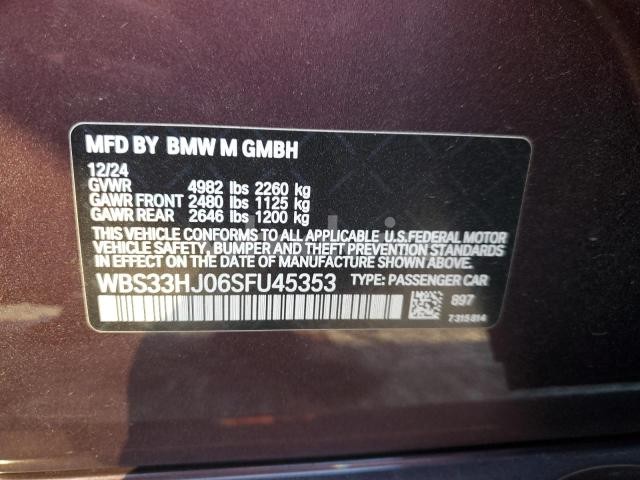 MFD BY BMW M GMBH
12/24
GVWR 4982 lbs 2260 kg
GAWR FRONT 2480 lbs 1125 kg
GAWR REAR 2646 lbs 1200 kg
THIS VEHICLE CONFORMS TO ALL APPLICABLE U.S. FEDERAL MOTOR
VEHICLE SAFETY, BUMPER AND THEFT PREVENTION STANDARDS
IN EFFECT ON THE DATE OF MANUFACTURE SHOWN ABOVE.
WBS33HJ06SFU45353 TYPE: PASSENGER CAR
897
7315814